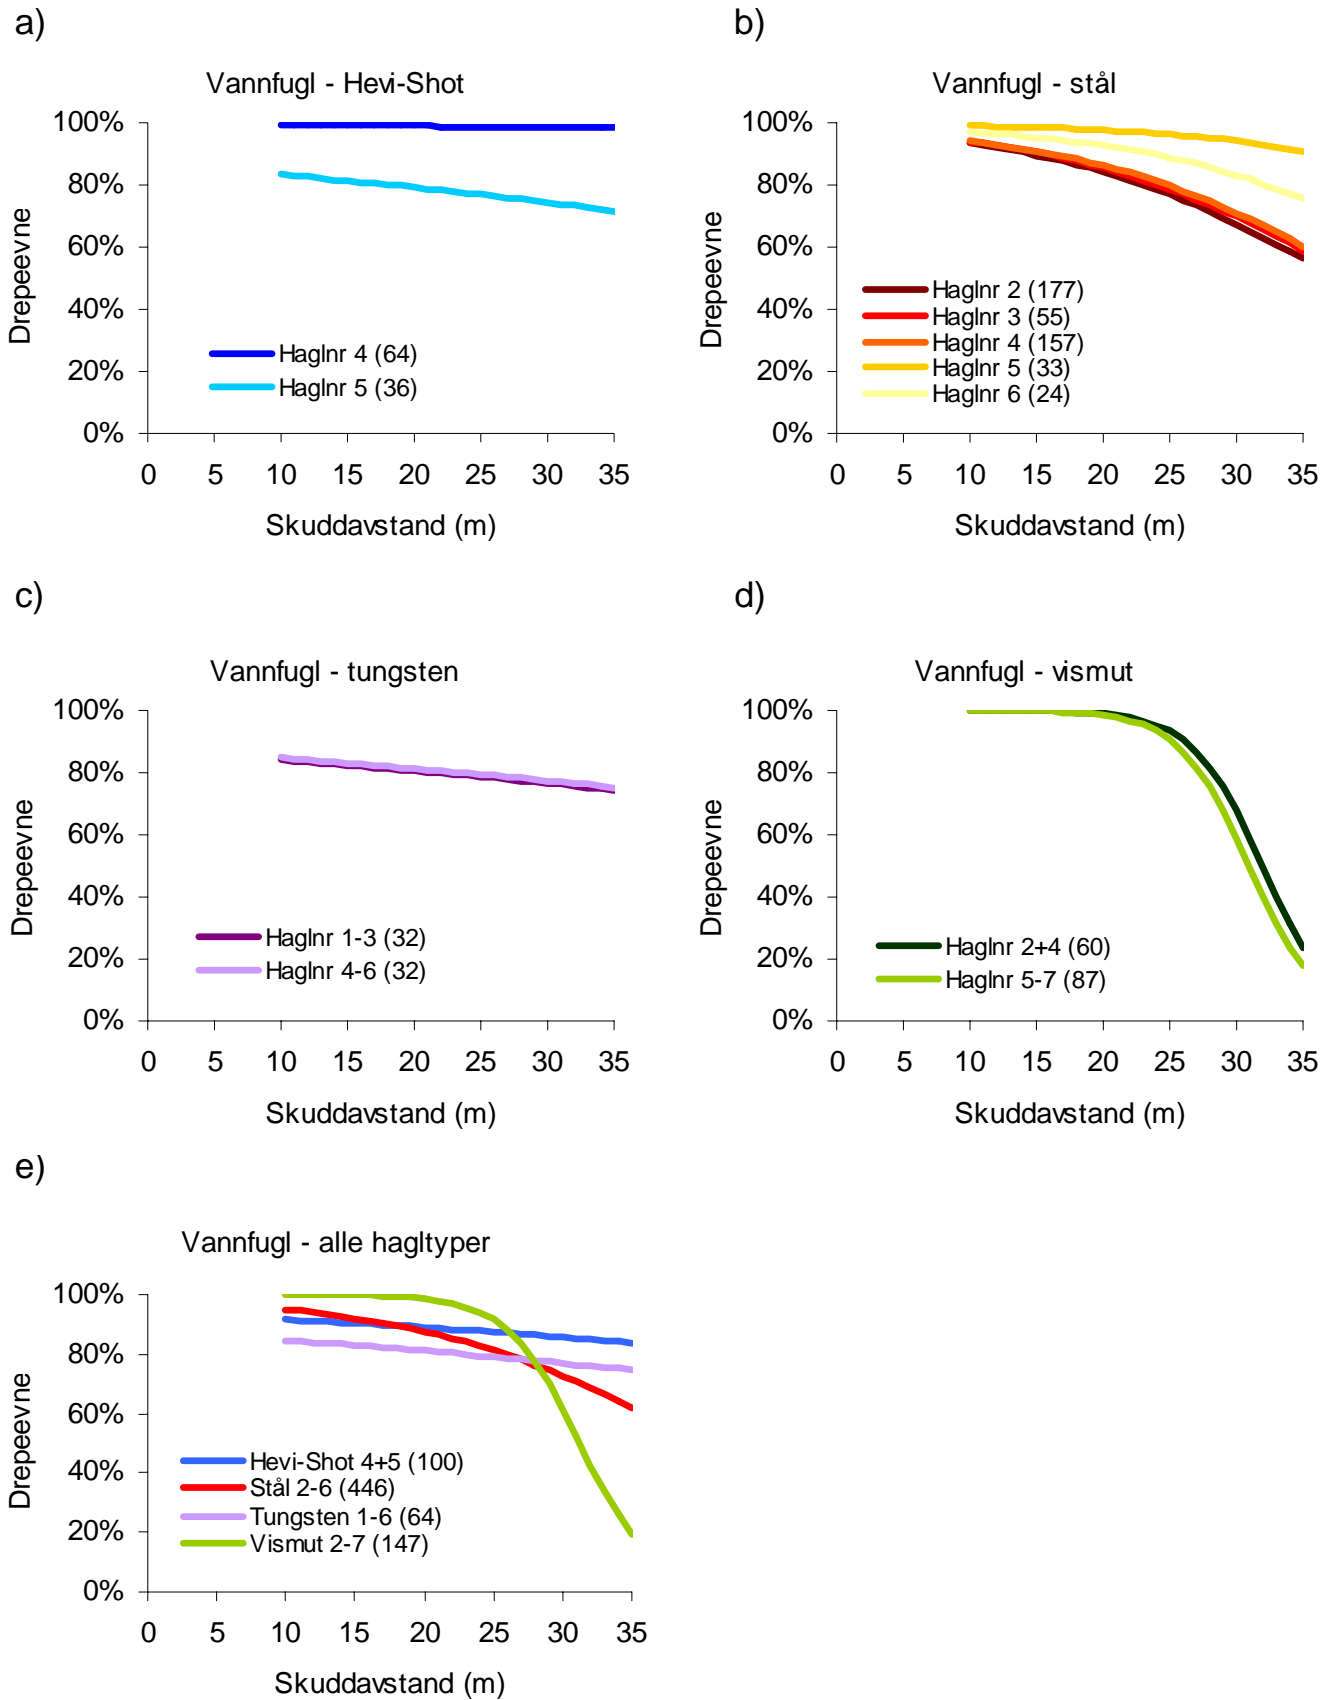 a)
Vannfugl - Hevi-Shot
100%
80%
60%
40%
20%
0%
Drepeevne
Haglnr 4 (64)
Haglnr 5 (36)
0 5 10 15 20 25 30 35
Skuddavstand (m)
b)
Vannfugl - stål
100%
80%
60%
40%
20%
0%
Drepeevne
Haglnr 2 (177)
Haglnr 3 (55)
Haglnr 4 (157)
Haglnr 5 (33)
Haglnr 6 (24)
0 5 10 15 20 25 30 35
Skuddavstand (m)
c)
Vannfugl - tungsten
100%
80%
60%
40%
20%
0%
Drepeevne
Haglnr 1-3 (32)
Haglnr 4-6 (32)
0 5 10 15 20 25 30 35
Skuddavstand (m)
d)
Vannfugl - vismut
100%
80%
60%
40%
20%
0%
Drepeevne
Haglnr 2+4 (60)
Haglnr 5-7 (87)
0 5 10 15 20 25 30 35
Skuddavstand (m)
e)
Vannfugl - alle hagltyper
100%
80%
60%
40%
20%
0%
Drepeevne
Hevi-Shot 4+5 (100)
Stål 2-6 (446)
Tungsten 1-6 (64)
Vismut 2-7 (147)
0 5 10 15 20 25 30 35
Skuddavstand (m)